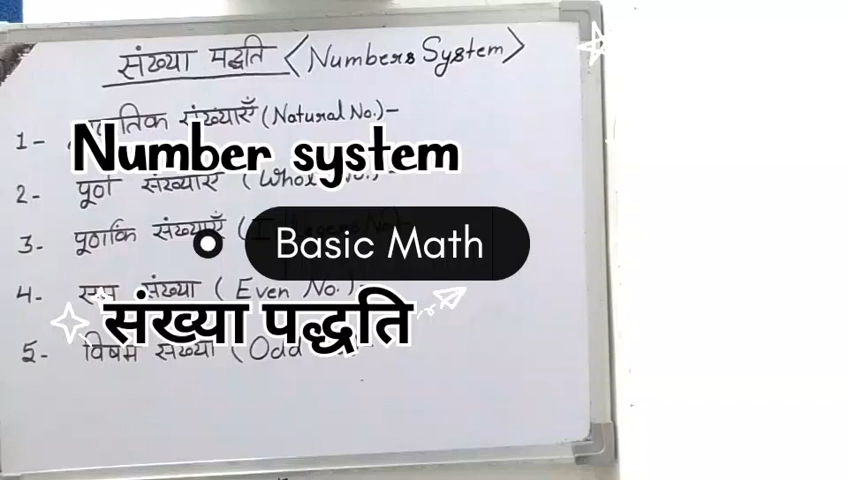 संख्या पद्धति <Numbers System>
1- संख्याएँ (Natural No.)-
Number system
2- पूर्ण संख्याएँ
3- पूर्णांक संख्याएँ
Basic Math
4- सम संख्या (Even No.)-
संख्या पद्धति
5- विषम संख्या (Odd